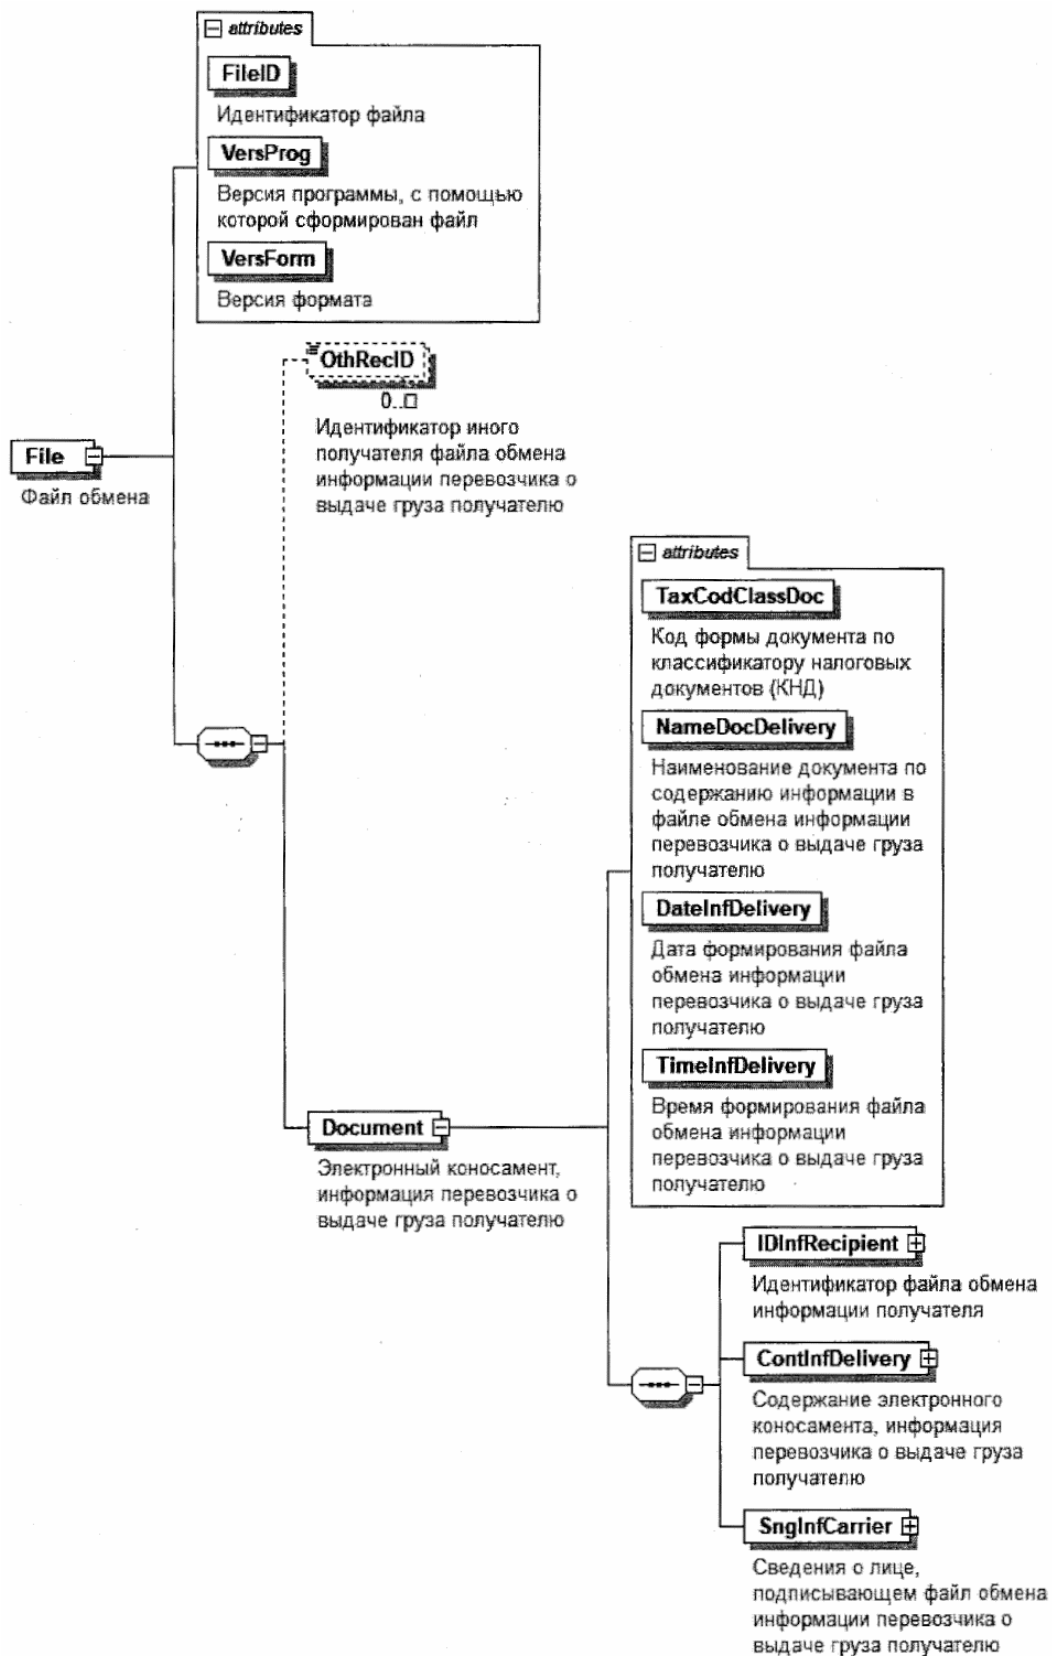 attributes
FileID
Идентификатор файла
VersProg
Версия программы, с помощью
которой сформирован файл
VersForm
Версия формата
OthRecID
0..□
Идентификатор иного
получателя файла обмена
информации перевозчика о
выдаче груза получателю
File
Файл обмена
attributes
TaxCodClassDoc
Код формы документа по
классификатору налоговых
документов (КНД)
NameDocDelivery
Наименование документа по
содержанию информации в
файле обмена информации
перевозчика о выдаче груза
получателю
DateInfDelivery
Дата формирования файла
обмена информации
перевозчика о выдаче груза
получателю
TimeInfDelivery
Время формирования файла
обмена информации
перевозчика о выдаче груза
получателю
Document
Электронный коносамент,
информация перевозчика о
выдаче груза получателю
IDInfRecipient
Идентификатор файла обмена
информации получателя
ContInfDelivery
Содержание электронного
коносамента, информация
перевозчика о выдаче груза
получателю
SngInfCarrier
Сведения о лице,
подписывающем файл обмена
информации перевозчика о
выдаче груза получателю